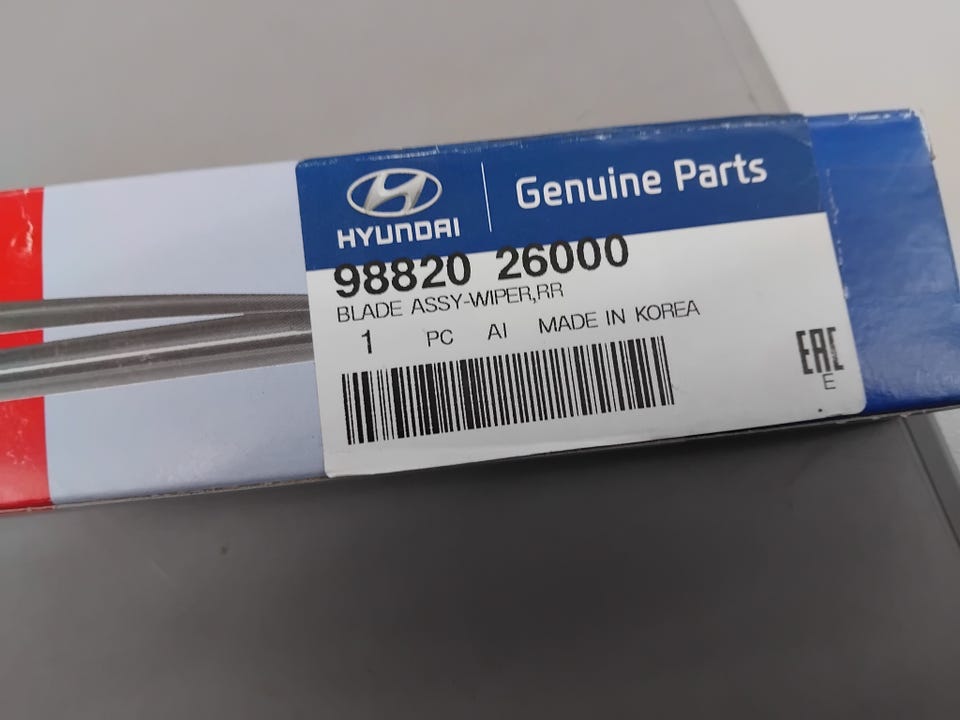 HYUNDAI
Genuine Parts
98820 26000
BLADE ASSY-WIPER,RR
1 PC AI MADE IN KOREA
EAC
E